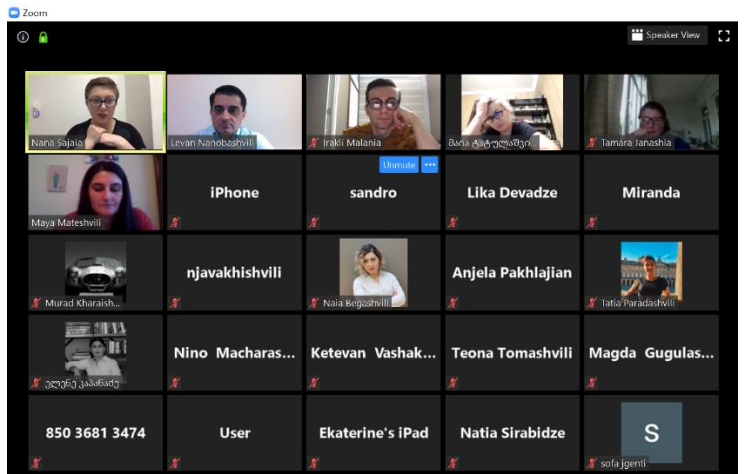 Zoom
Speaker View
Nana Sajaia
Levan Nanobashvili
Irakli Malania
მაია ტატულაშვი...
Tamara Janashia
Unmute
Maya Mateshvili
iPhone
sandro
Lika Devadze
Miranda
Murad Kharaish...
njavakhishvili
Naia Begashvili
Anjela Pakhlajian
Tatia Paradashvili
ელენე კაპანაძე
Nino Macharas...
Ketevan Vashak...
Teona Tomashvili
Magda Gugulas...
850 3681 3474
User
Ekaterine's iPad
Natia Sirabidze
S
sofa jgenti